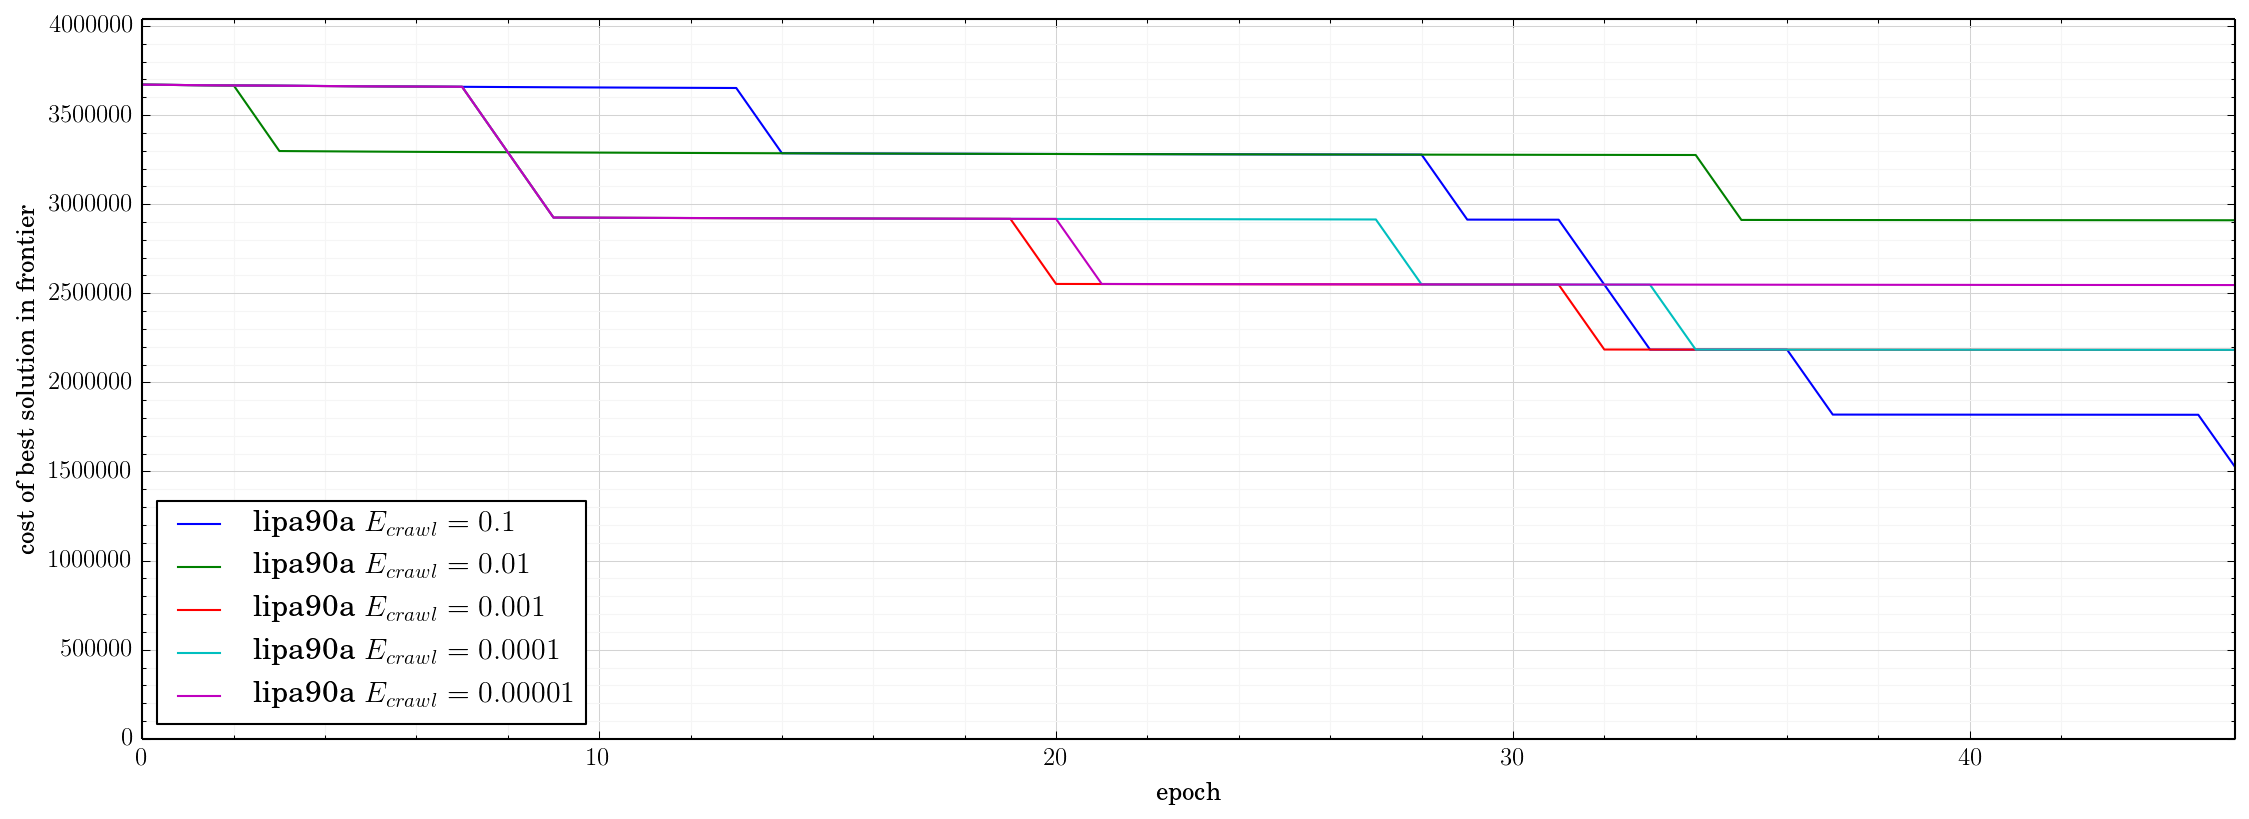 cost of best solution in frontier
4000000
3500000
3000000
2500000
2000000
1500000
1000000
500000
0
lipa90a E_crawl = 0.1
lipa90a E_crawl = 0.01
lipa90a E_crawl = 0.001
lipa90a E_crawl = 0.0001
lipa90a E_crawl = 0.00001
0 10 20 30 40
epoch